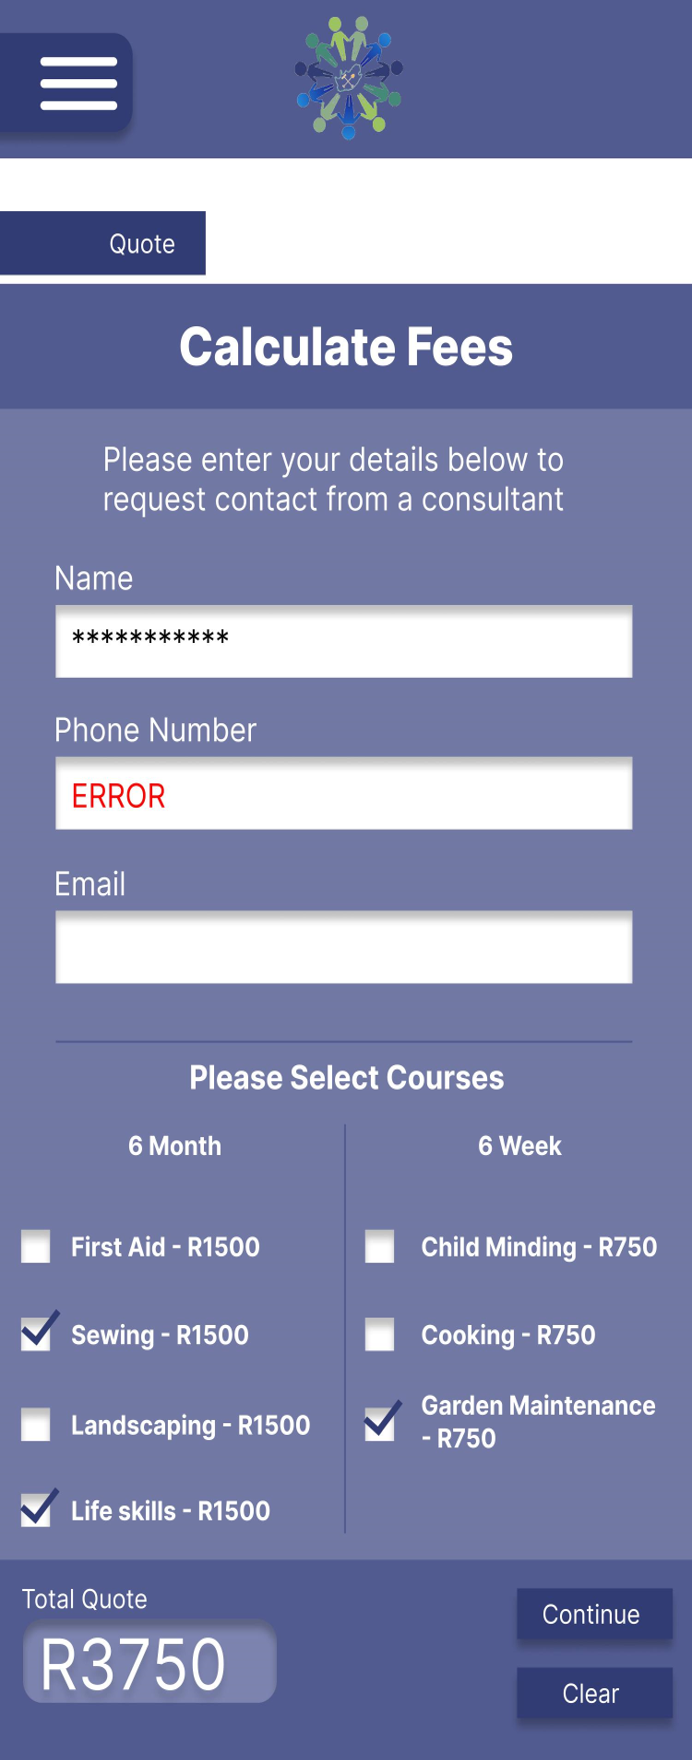 Quote
Calculate Fees
Please enter your details below to
request contact from a consultant
Name
***********
Phone Number
ERROR
Email
Please Select Courses
6 Month
First Aid - R1500
Sewing - R1500
Landscaping - R1500
Life skills - R1500
6 Week
Child Minding - R750
Cooking - R750
Garden Maintenance
- R750
Total Quote
R3750
Continue
Clear